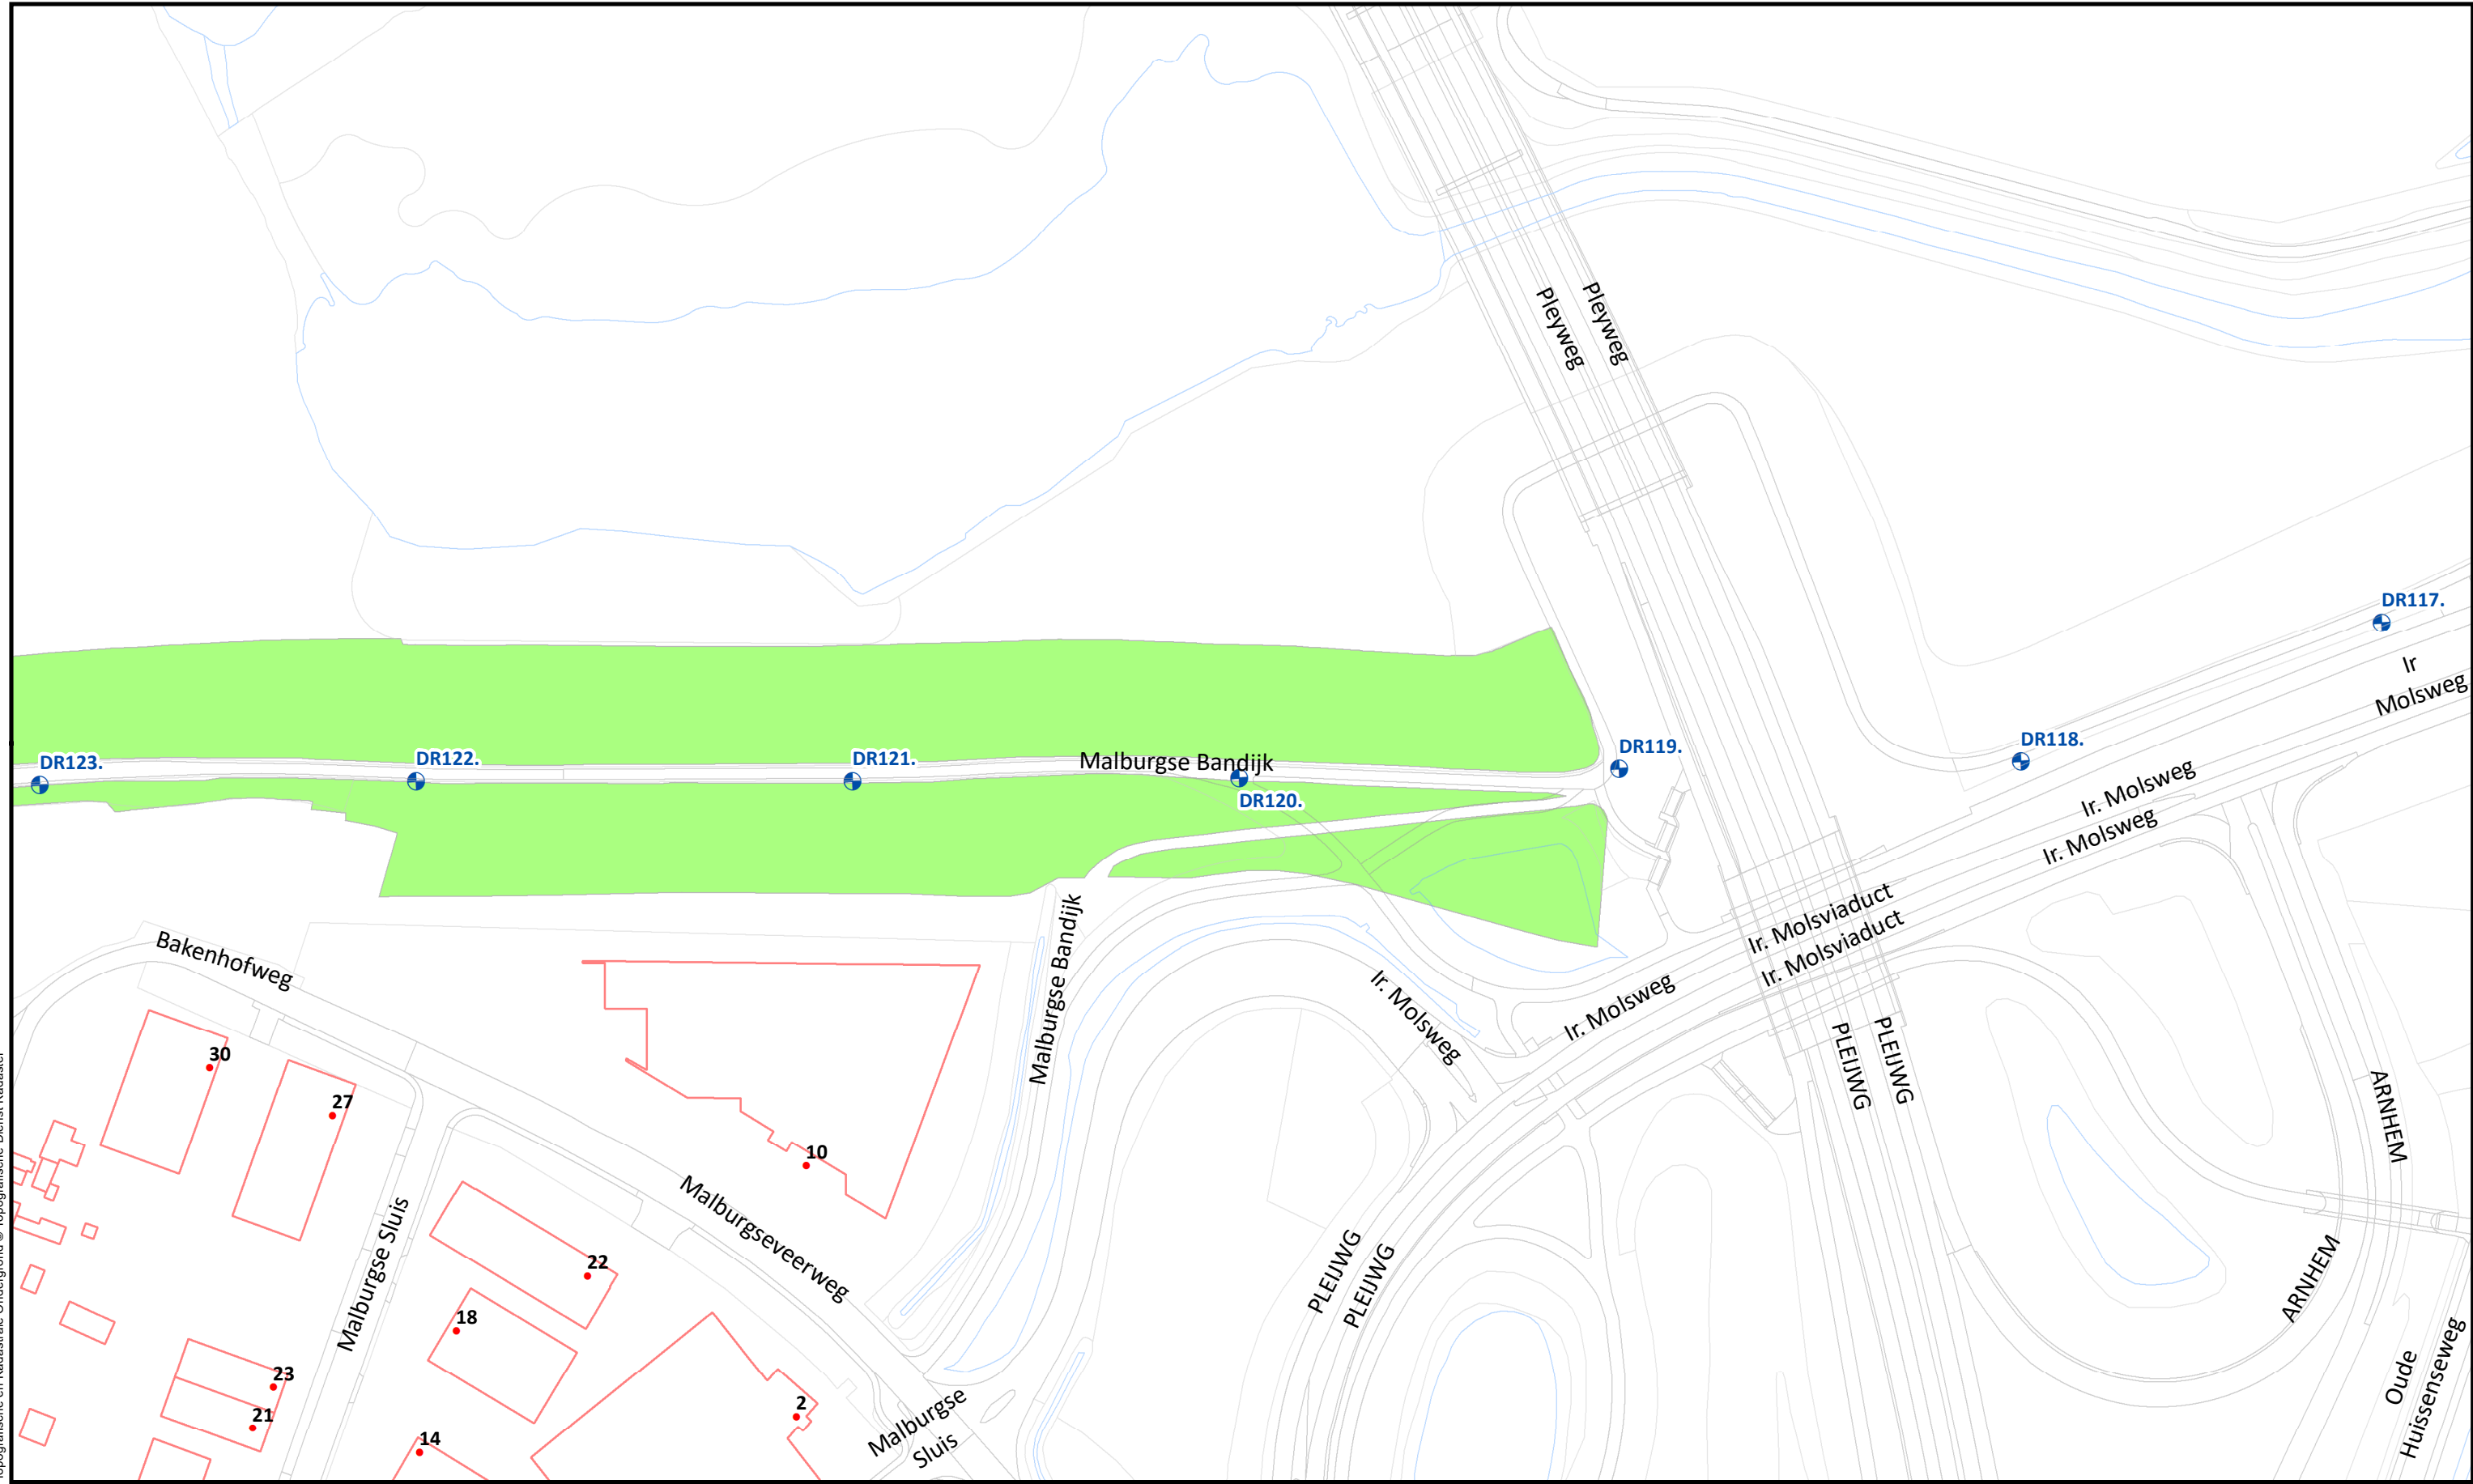 Pleyweg
Pleyweg
DR117.
Ir
Molsweg
DR118.
DR119.
Malburgse Bandijk
DR120.
DR121.
DR122.
DR123.
Ir. Molsweg
Ir. Molsweg
Ir. Molsviaduct
Ir. Molsviaduct
Ir. Molsweg
Ir. Molsweg
Malburgse Bandijk
Bakenhofweg
PLEIJWG
PLEIJWG
ARNHEM
30
27
10
Malburgseveerweg
Malburgse Sluis
22
18
PLEIJWG
PLEIJWG
ARNHEM
23
21
14
2
Malburgse
Sluis
Oude
Huissenseweg